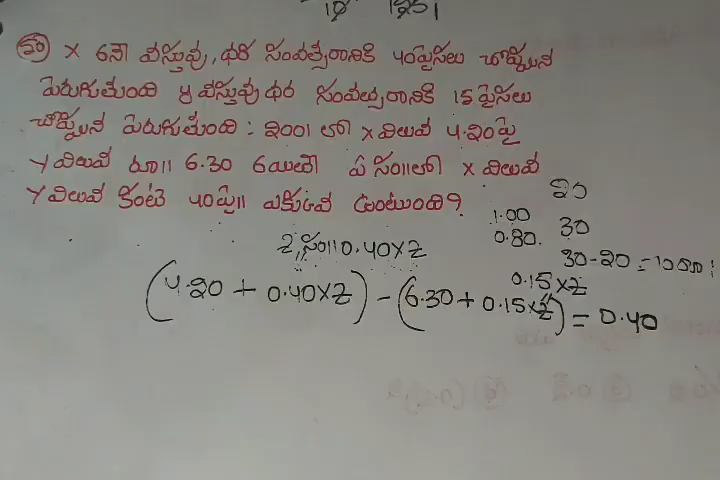 20) X అనే వస్తువు, ధర సంవత్సరానికి 40పైసలు చొప్పున
పెరుగుతుంది y వస్తువు ధర సంవత్సరానికి 15 పైసలు
చొప్పున పెరుగుతుంది : 2001 లో x విలువ 4.20పై
Y విలువ రూ॥ 6.30 అయితే ఏ సం॥లో x విలువ
Y విలువ కంటే 40పై॥ ఎక్కువ ఉంటుంది?
1.00 30
0.80. 30-20 = 10
Z సం॥ 0.40xZ
0.15xZ
(4.20 + 0.40xZ) - (6.30 + 0.15xZ) = 0.40